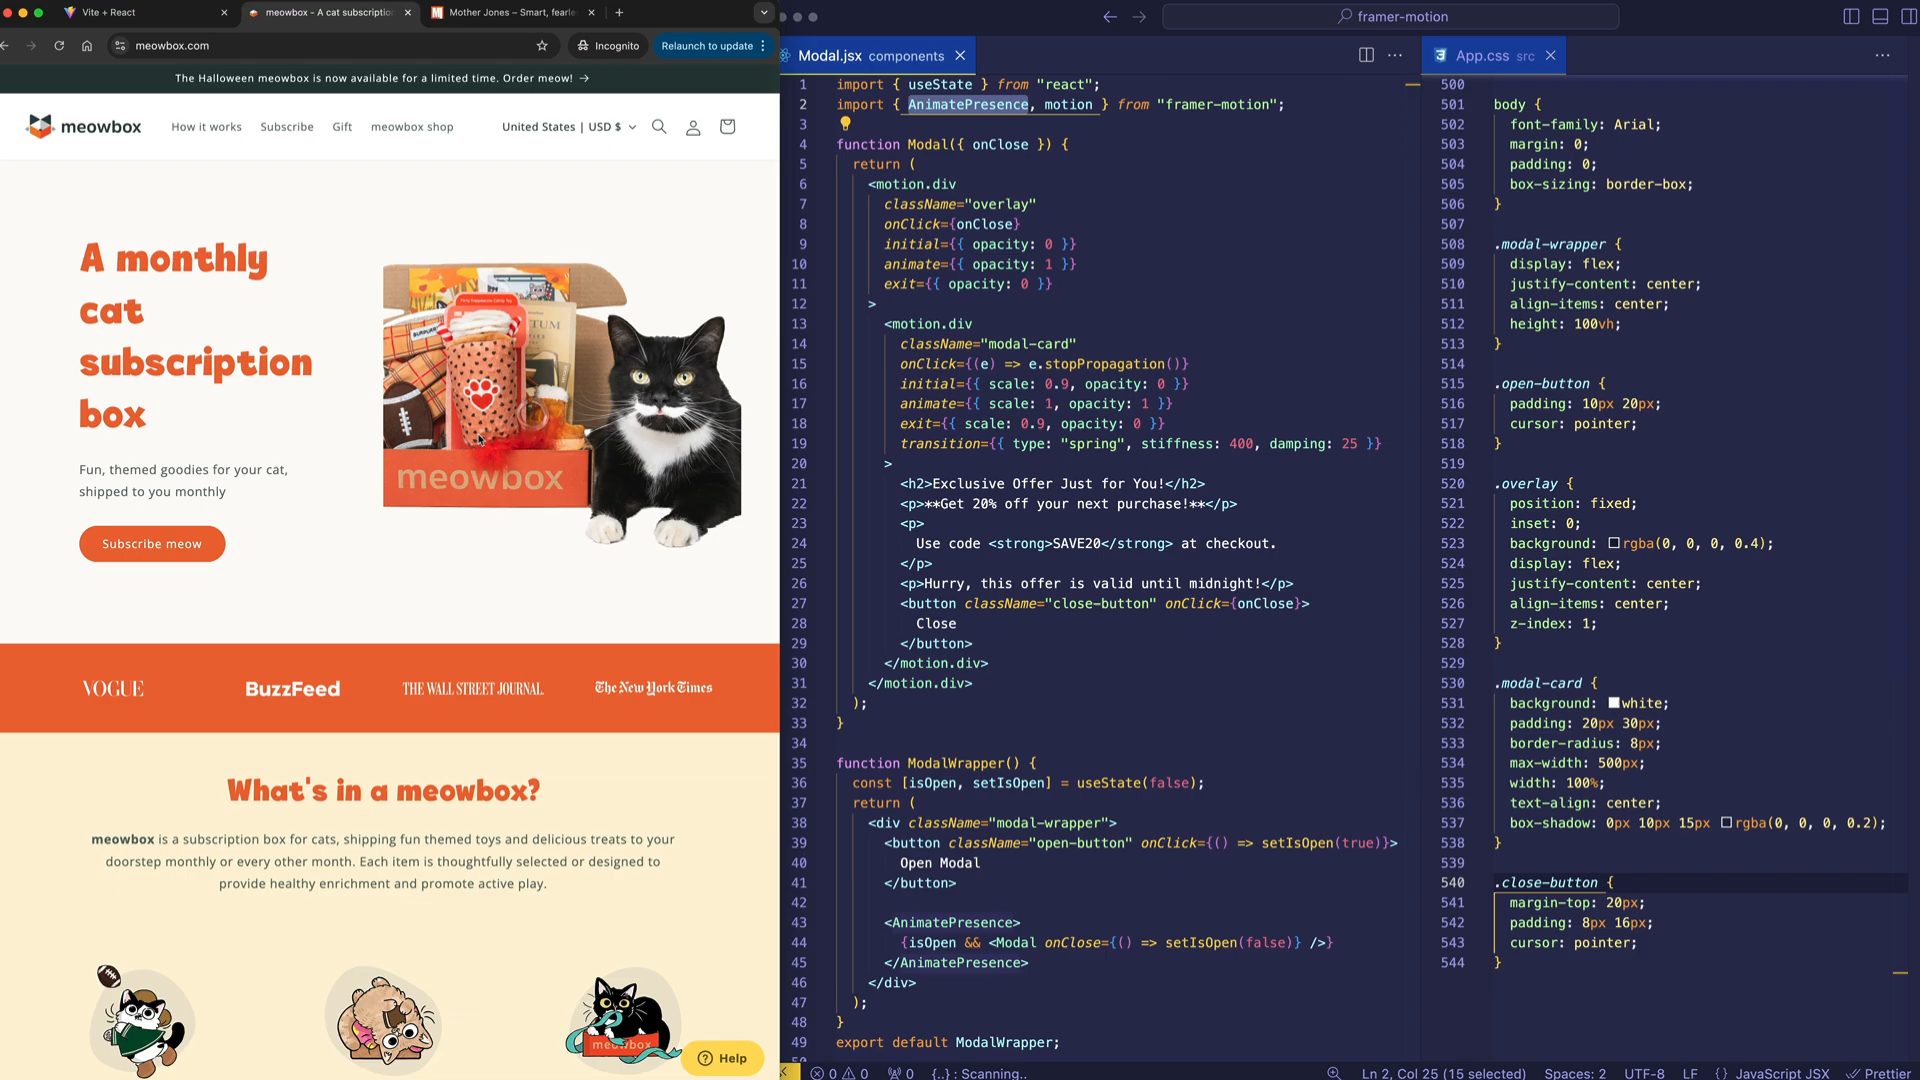 Vite + React
meowbox - A cat subscription
Mother Jones – Smart, fearle
meowbox.com
Incognito
Relaunch to update
The Halloween meowbox is now available for a limited time. Order meow! →
meowbox
How it works
Subscribe
Gift
meowbox shop
United States | USD $
A monthly
cat
subscription
box
Fun, themed goodies for your cat,
shipped to you monthly
Subscribe meow
meowbox
VOGUE
BuzzFeed
THE WALL STREET JOURNAL.
The New York Times
What's in a meowbox?
meowbox is a subscription box for cats, shipping fun themed toys and delicious treats to your
doorstep monthly or every other month. Each item is thoughtfully selected or designed to
provide healthy enrichment and promote active play.
meowbox
Help
framer-motion
Modal.jsx components
1 import { useState } from "react";
2 import { AnimatePresence, motion } from "framer-motion";
3
4 function Modal({ onClose }) {
5 return (
6 <motion.div
7 className="overlay"
8 onClick={onClose}
9 initial={{ opacity: 0 }}
10 animate={{ opacity: 1 }}
11 exit={{ opacity: 0 }}
12 >
13 <motion.div
14 className="modal-card"
15 onClick={(e) => e.stopPropagation()}
16 initial={{ scale: 0.9, opacity: 0 }}
17 animate={{ scale: 1, opacity: 1 }}
18 exit={{ scale: 0.9, opacity: 0 }}
19 transition={{ type: "spring", stiffness: 400, damping: 25 }}
20 >
21 <h2>Exclusive Offer Just for You!</h2>
22 <p>**Get 20% off your next purchase!**</p>
23 <p>
24 Use code <strong>SAVE20</strong> at checkout.
25 </p>
26 <p>Hurry, this offer is valid until midnight!</p>
27 <button className="close-button" onClick={onClose}>
28 Close
29 </button>
30 </motion.div>
31 </motion.div>
32 );
33 }
34
35 function ModalWrapper() {
36 const [isOpen, setIsOpen] = useState(false);
37 return (
38 <div className="modal-wrapper">
39 <button className="open-button" onClick={() => setIsOpen(true)}>
40 Open Modal
41 </button>
42
43 <AnimatePresence>
44 {isOpen && <Modal onClose={() => setIsOpen(false)} />}
45 </AnimatePresence>
46 </div>
47 );
48 }
49 export default ModalWrapper;
50
App.css src
500
501 body {
502 font-family: Arial;
503 margin: 0;
504 padding: 0;
505 box-sizing: border-box;
506 }
507
508 .modal-wrapper {
509 display: flex;
510 justify-content: center;
511 align-items: center;
512 height: 100vh;
513 }
514
515 .open-button {
516 padding: 10px 20px;
517 cursor: pointer;
518 }
519
520 .overlay {
521 position: fixed;
522 inset: 0;
523 background: rgba(0, 0, 0, 0.4);
524 display: flex;
525 justify-content: center;
526 align-items: center;
527 z-index: 1;
528 }
529
530 .modal-card {
531 background: white;
532 padding: 20px 30px;
533 border-radius: 8px;
534 max-width: 500px;
535 width: 100%;
536 text-align: center;
537 box-shadow: 0px 10px 15px rgba(0, 0, 0, 0.2);
538 }
539
540 .close-button {
541 margin-top: 20px;
542 padding: 8px 16px;
543 cursor: pointer;
544 }
0 0 0 {..} : Scanning.. Ln 2, Col 25 (15 selected) Spaces: 2 UTF-8 LF {} JavaScript JSX Prettier